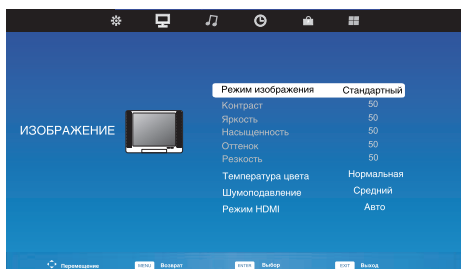 Режим изображения Стандартный
Контраст 50
Яркость 50
ИЗОБРАЖЕНИЕ
Насыщенность 50
Оттенок 50
Резкость 50
Температура цвета Нормальная
Шумоподавление Средний
Режим HDMI Авто
Перемещение MENU Возврат ENTER Выбор EXIT Выход